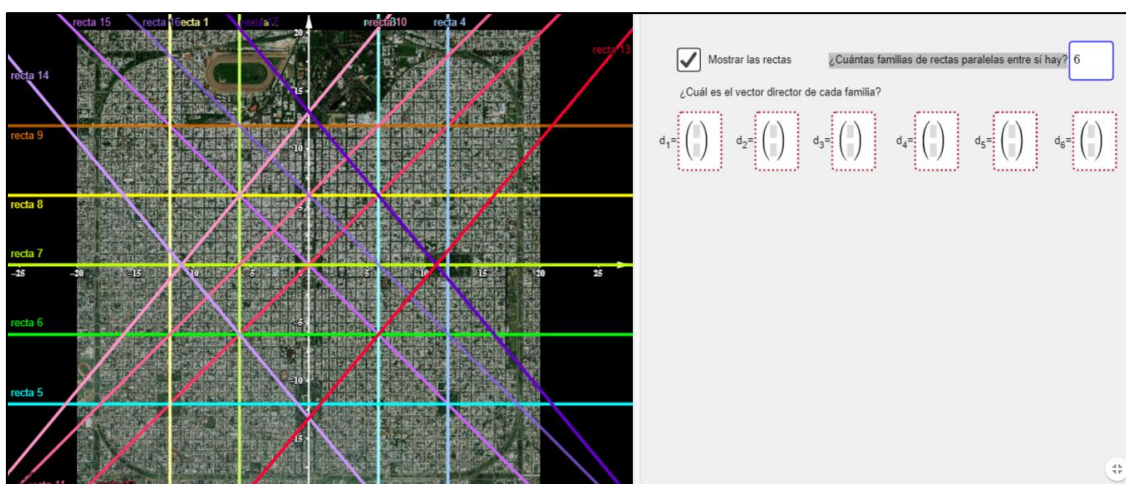 recta 15
recta 16
recta 1
recta 10
recta 4
recta 13
recta 14
recta 9
recta 8
recta 7
recta 6
recta 5
20
15
10
5
-25
-20
-15
-10
-5
5
10
15
20
25
-5
-10
-15
Mostrar las rectas
¿Cuántas familias de rectas paralelas entre sí hay? 6
¿Cuál es el vector director de cada familia?
d1= ( ) d2= ( ) d3= ( ) d4= ( ) d5= ( ) d6= ( )